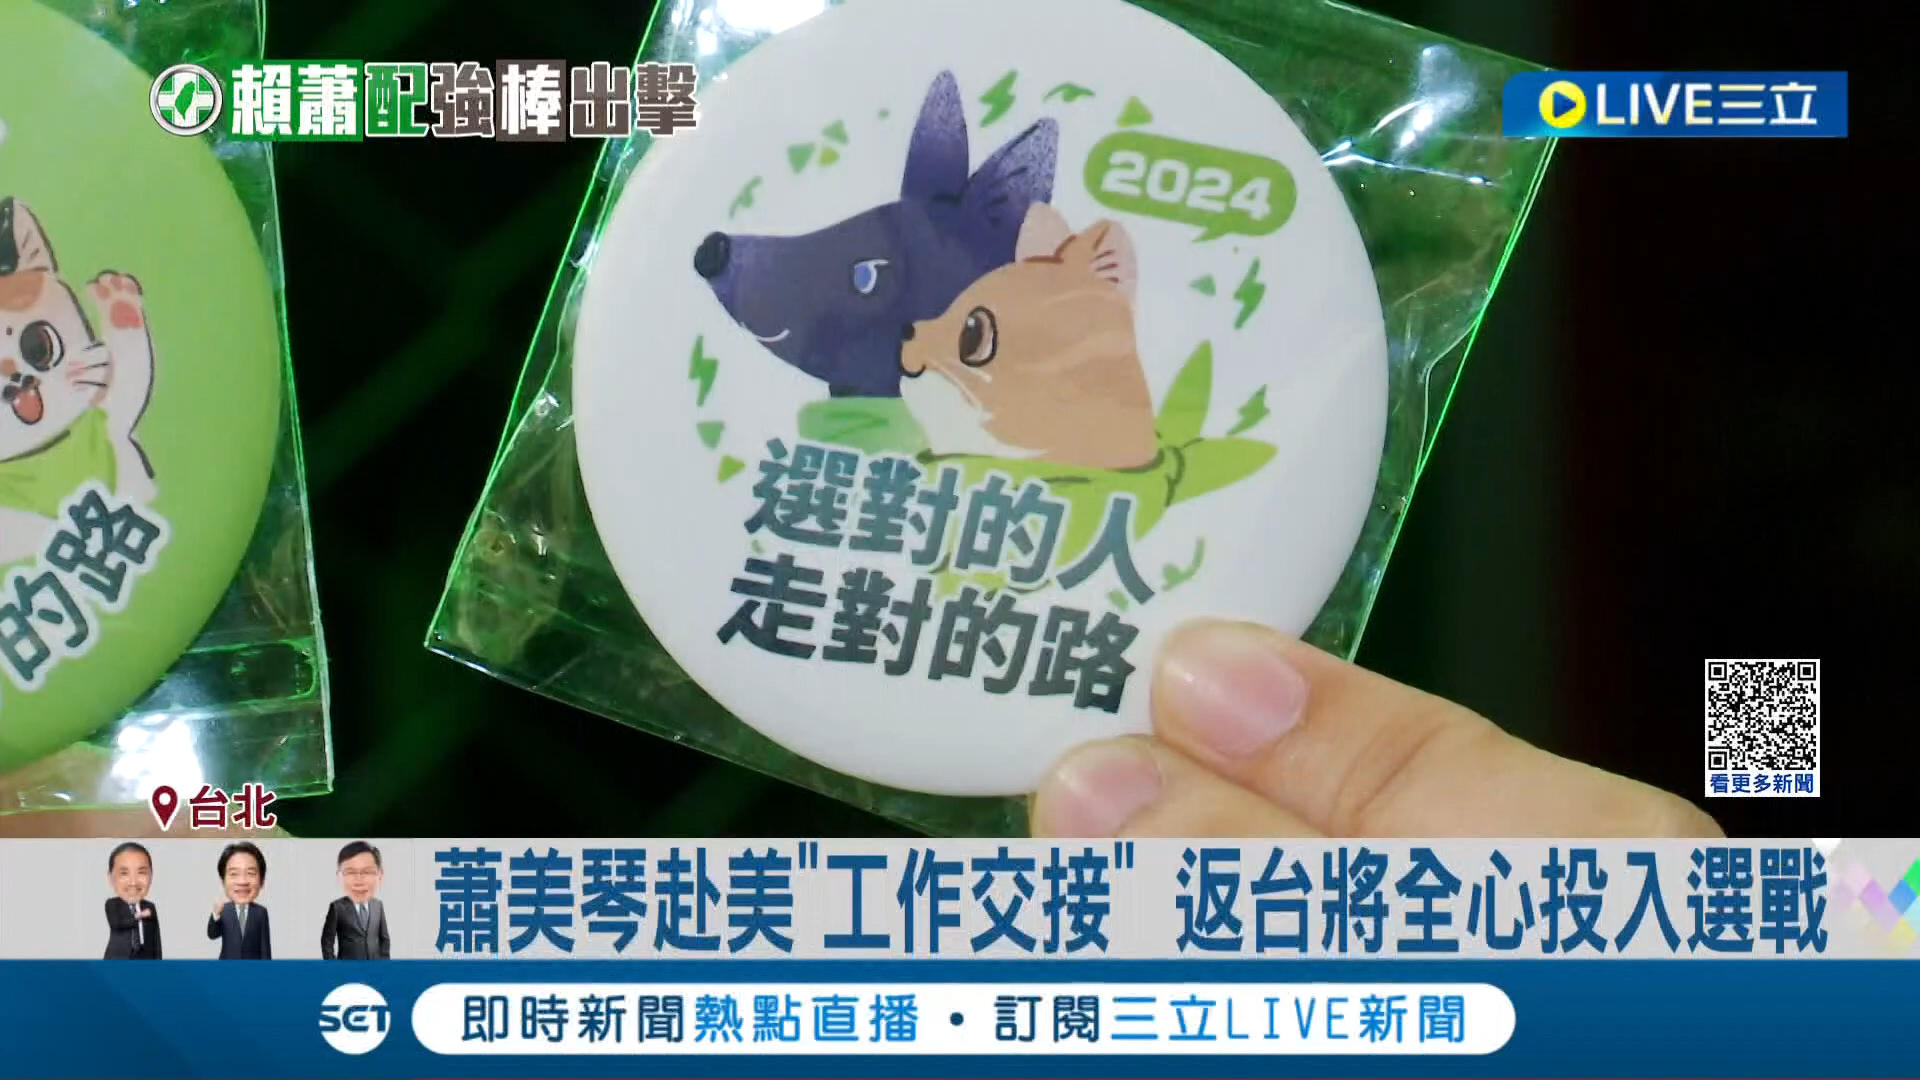 賴蕭配強棒出擊
LIVE三立
2024
選對的人
走對的路
的路
看更多新聞
台北
蕭美琴赴美"工作交接" 返台將全心投入選戰
SET
即時新聞熱點直播・訂閱三立LIVE新聞